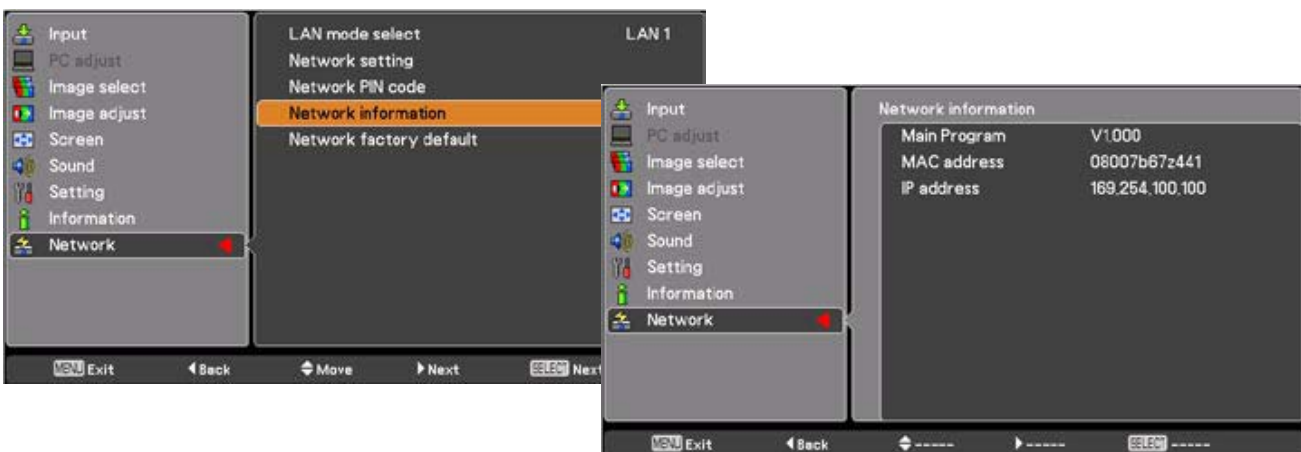 Input
PC adjust
Image select
Image adjust
Screen
Sound
Setting
Information
Network
LAN mode select LAN 1
Network setting
Network PIN code
Network information
Network factory default
MENU Exit Back Move Next SELECT Next
Input
PC adjust
Image select
Image adjust
Screen
Sound
Setting
Information
Network
Network information
Main Program V1.000
MAC address 08007b67z441
IP address 169.254.100.100
MENU Exit Back ----- ----- SELECT -----